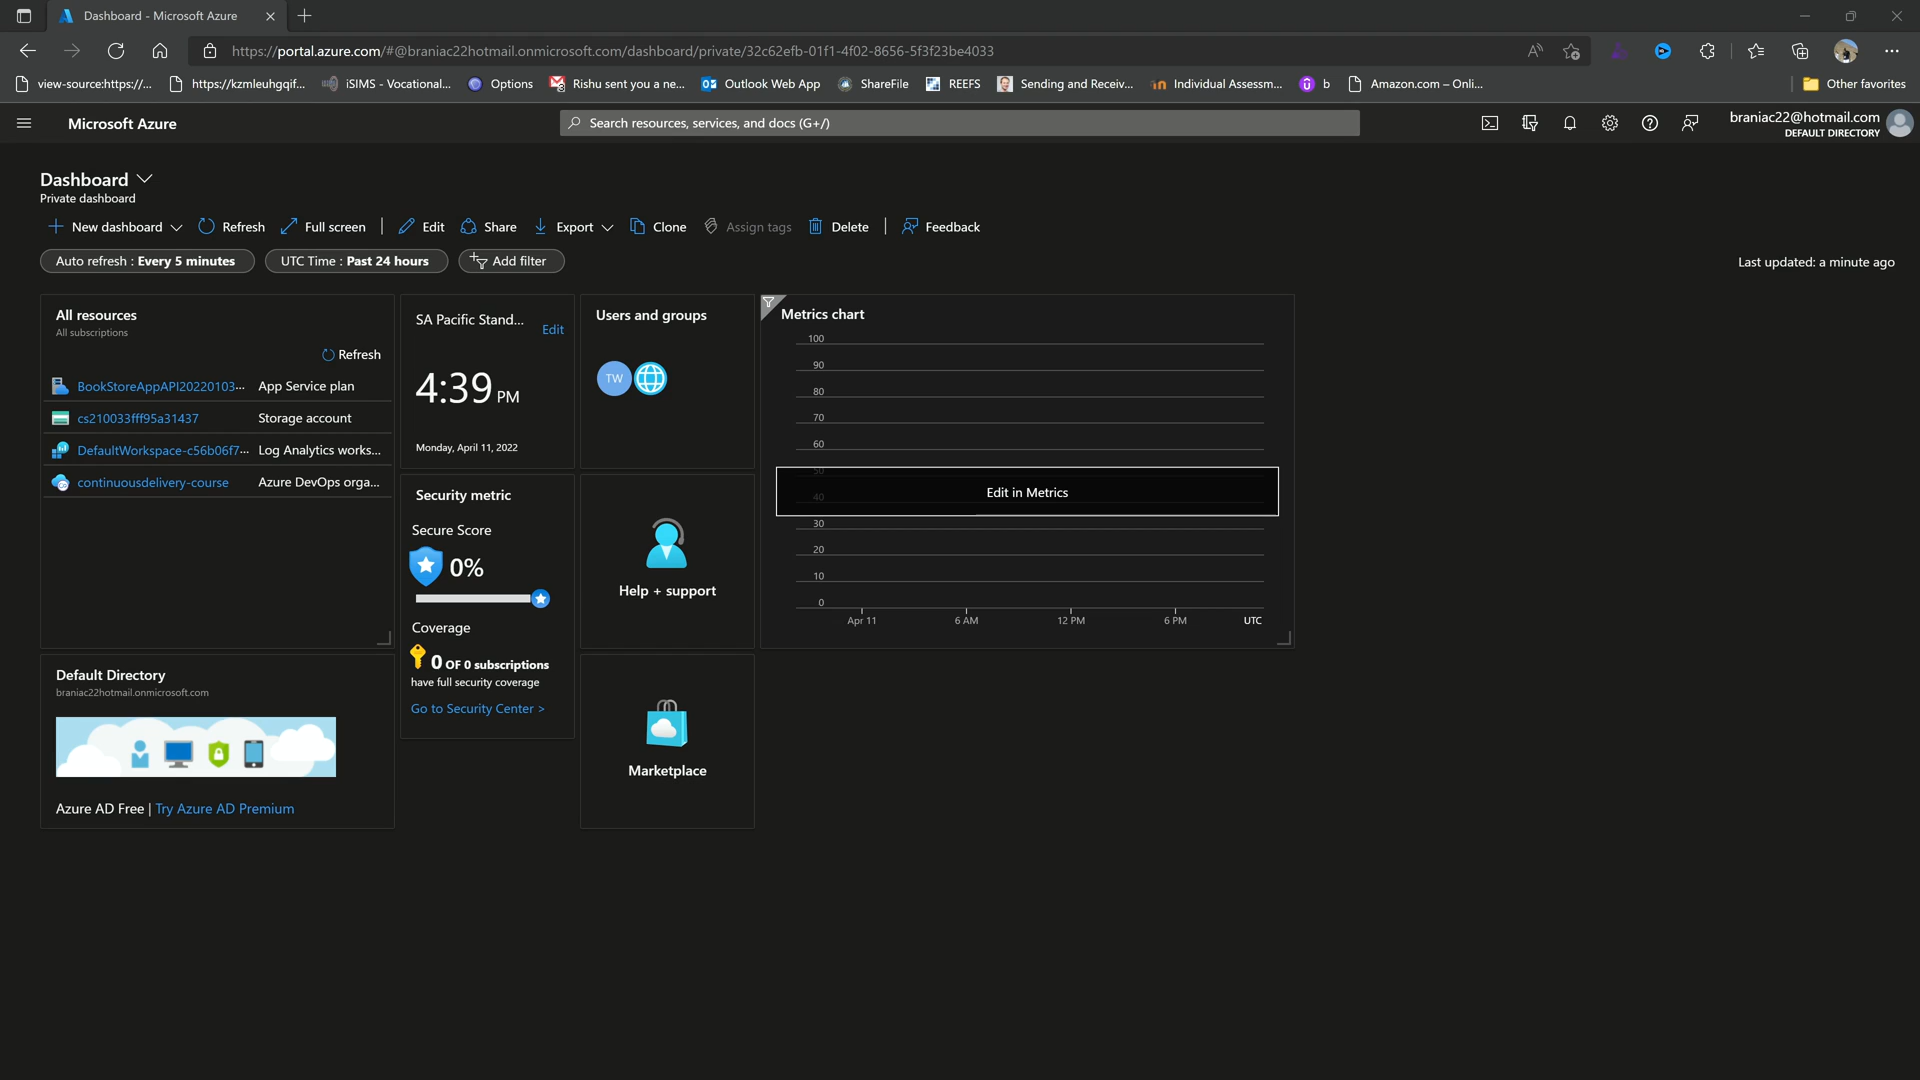 Dashboard - Microsoft Azure
https://portal.azure.com/#@braniac22hotmail.onmicrosoft.com/dashboard/private/32c62efb-01f1-4f02-8656-5f3f23be4033
view-source:https://... https://kzmleuhgqif... iSIMS - Vocational... Options Rishu sent you a ne... Outlook Web App ShareFile REEFS Sending and Receiv... Individual Assessm... b Amazon.com – Onli... Other favorites
Microsoft Azure
Search resources, services, and docs (G+/)
braniac22@hotmail.com
DEFAULT DIRECTORY
Dashboard
Private dashboard
New dashboard Refresh Full screen Edit Share Export Clone Assign tags Delete Feedback
Auto refresh : Every 5 minutes UTC Time : Past 24 hours Add filter
Last updated: a minute ago
All resources
All subscriptions
Refresh
BookStoreAppAPI20220103... App Service plan
cs210033fff95a31437 Storage account
DefaultWorkspace-c56b06f7... Log Analytics works...
continuousdelivery-course Azure DevOps orga...
SA Pacific Stand...
Edit
4:39 PM
Monday, April 11, 2022
Users and groups
TW
Metrics chart
100
90
80
70
60
50
Edit in Metrics
40
30
20
10
0
Apr 11 6 AM 12 PM 6 PM UTC
Security metric
Secure Score
0%
Coverage
0 OF 0 subscriptions
have full security coverage
Go to Security Center >
Help + support
Default Directory
braniac22hotmail.onmicrosoft.com
Azure AD Free | Try Azure AD Premium
Marketplace